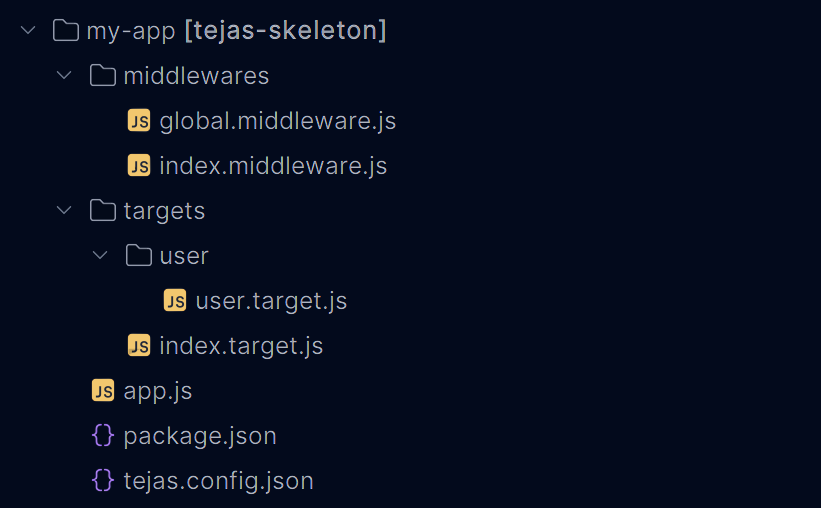 my-app [tejas-skeleton]
middlewares
JS global.middleware.js
JS index.middleware.js
targets
user
JS user.target.js
JS index.target.js
JS app.js
{} package.json
{} tejas.config.json